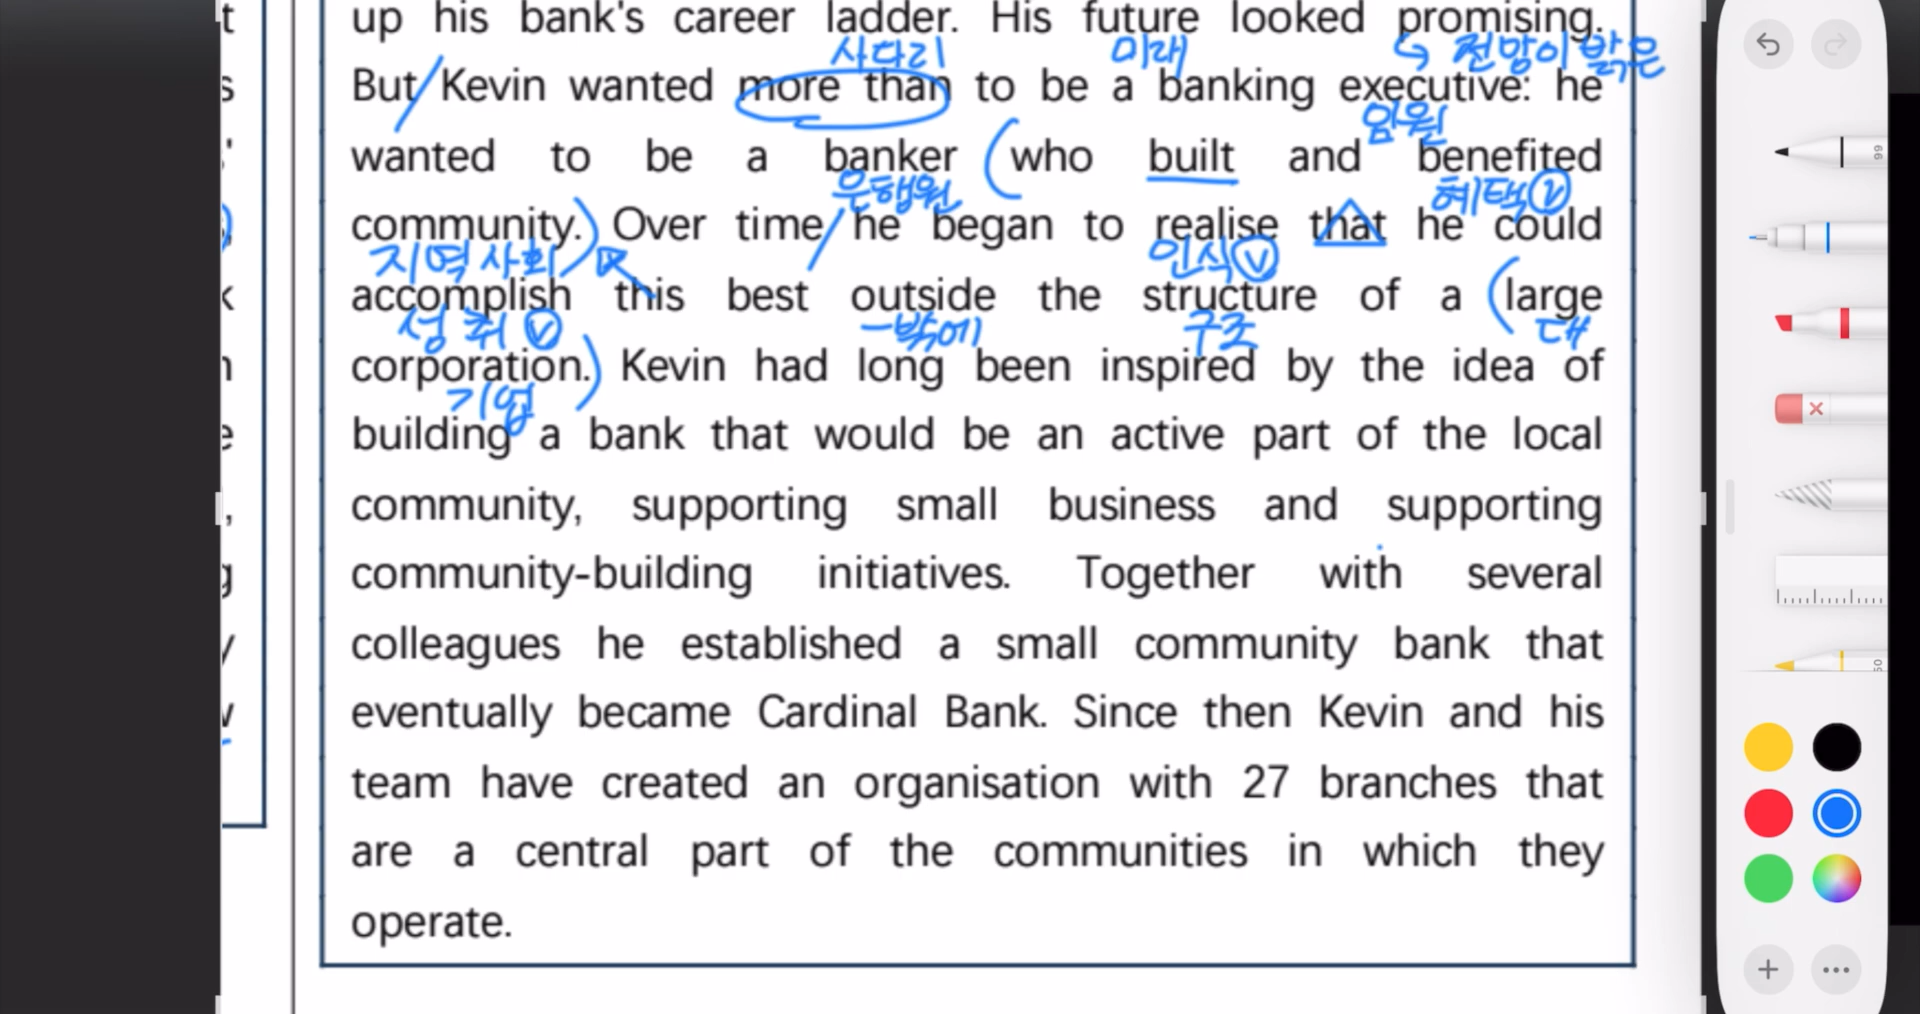 up his bank's career ladder. His future looked promising.
사다리 미래 전망이 밝은
But Kevin wanted more than to be a banking executive: he
임원
wanted to be a banker (who built and benefited
은행원 혜택 ⓥ
community.) Over time he began to realise that he could
지역사회 인식 ⓥ
accomplish this best outside the structure of a (large
성취 ⓥ ~밖에 구조 대
corporation.) Kevin had long been inspired by the idea of
기업
building a bank that would be an active part of the local
community, supporting small business and supporting
community-building initiatives. Together with several
colleagues he established a small community bank that
eventually became Cardinal Bank. Since then Kevin and his
team have created an organisation with 27 branches that
are a central part of the communities in which they
operate.